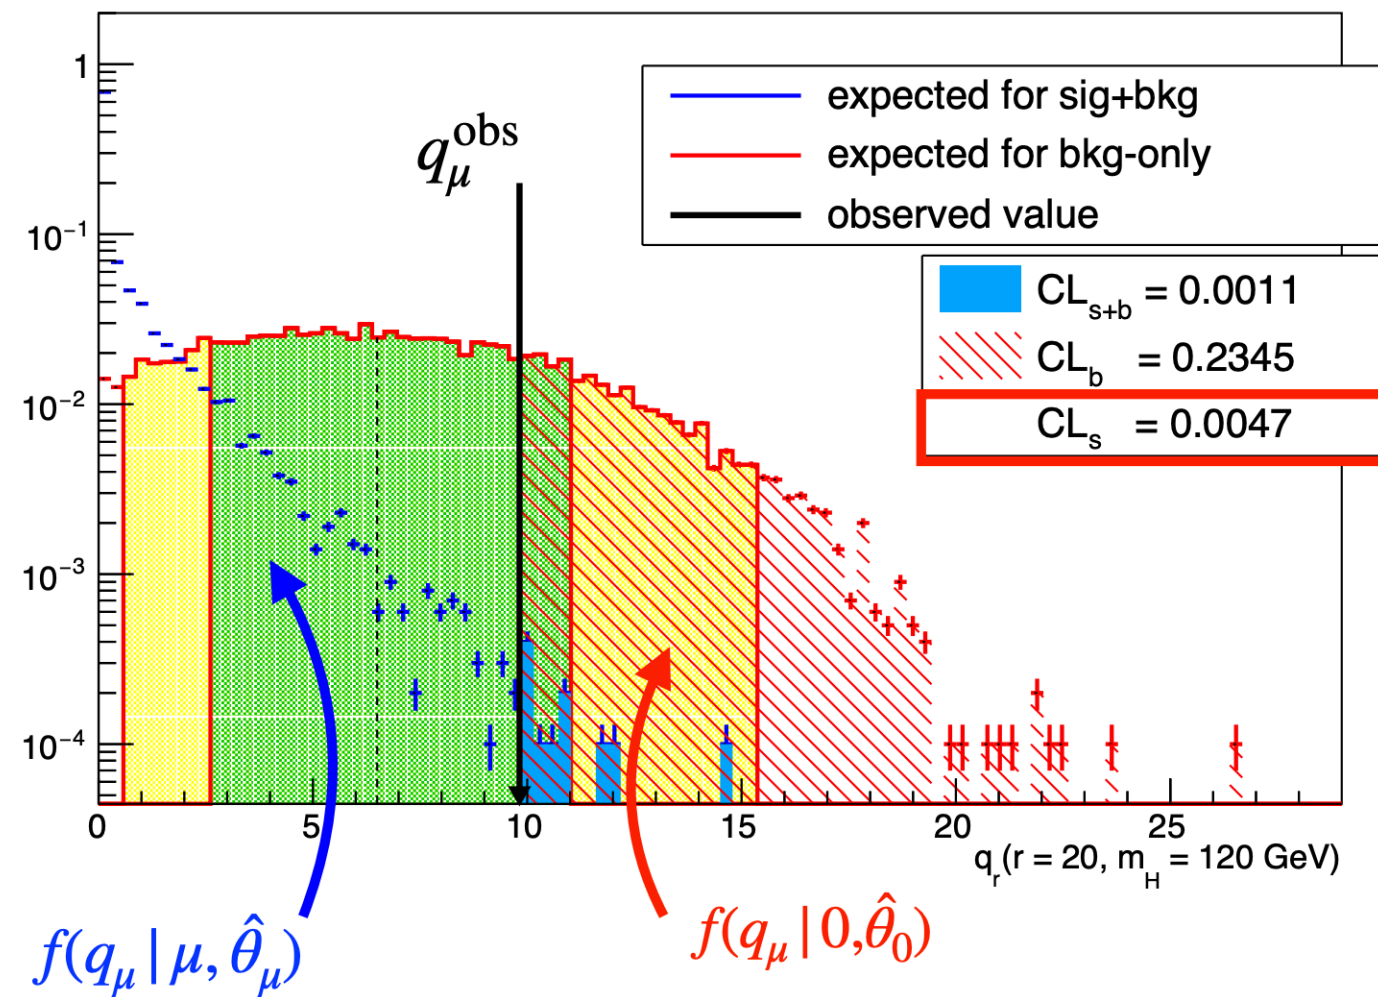 1
10⁻¹
10⁻²
10⁻³
10⁻⁴
q_μ^obs
expected for sig+bkg
expected for bkg-only
observed value
CL_s+b = 0.0011
CL_b = 0.2345
CL_s = 0.0047
0 5 10 15 20 25
q_r(r = 20, m_H = 120 GeV)
f(q_μ | μ, θ̂_μ)
f(q_μ | 0,θ̂_0)